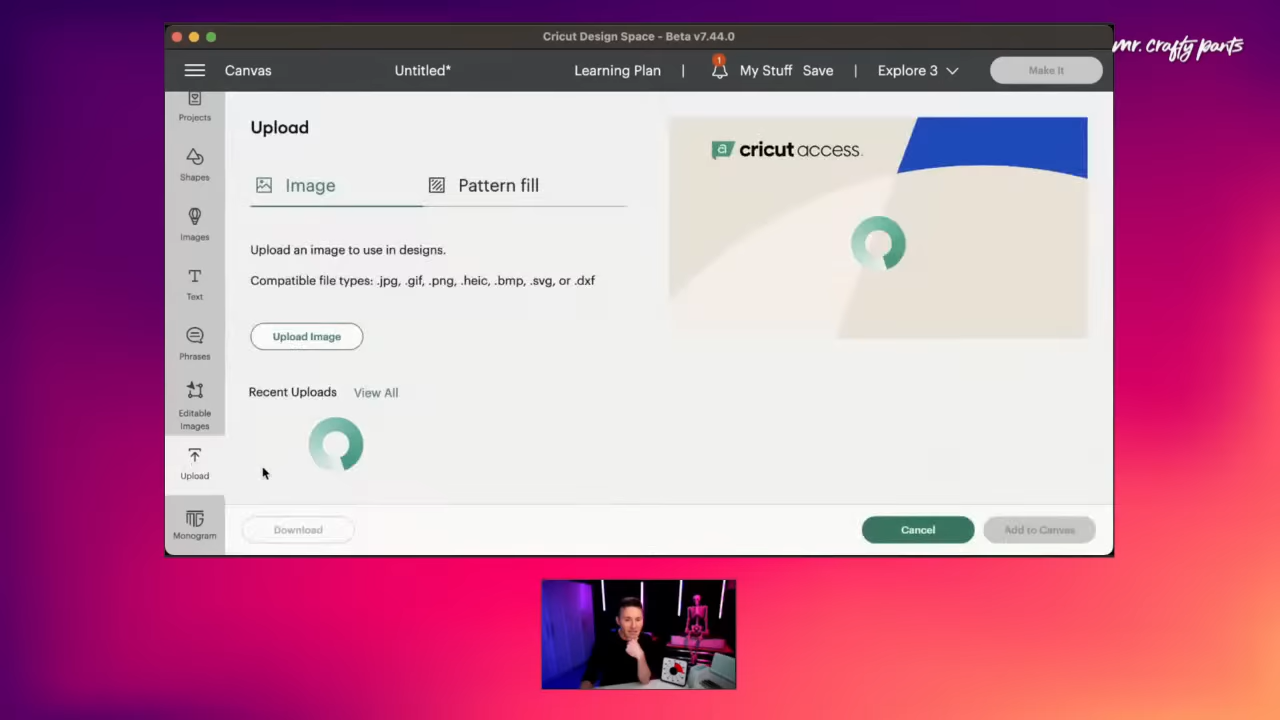 Cricut Design Space - Beta v7.44.0
mr. crafty pants
Canvas
Untitled*
Learning Plan
|
1
My Stuff
Save
|
Explore 3
Make It
Projects
Shapes
Images
Text
Phrases
Editable
Images
Upload
Monogram
Upload
Image
Pattern fill
Upload an image to use in designs.
Compatible file types: .jpg, .gif, .png, .heic, .bmp, .svg, or .dxf
Upload Image
Recent Uploads
View All
a cricut access.
Download
Cancel
Add to Canvas